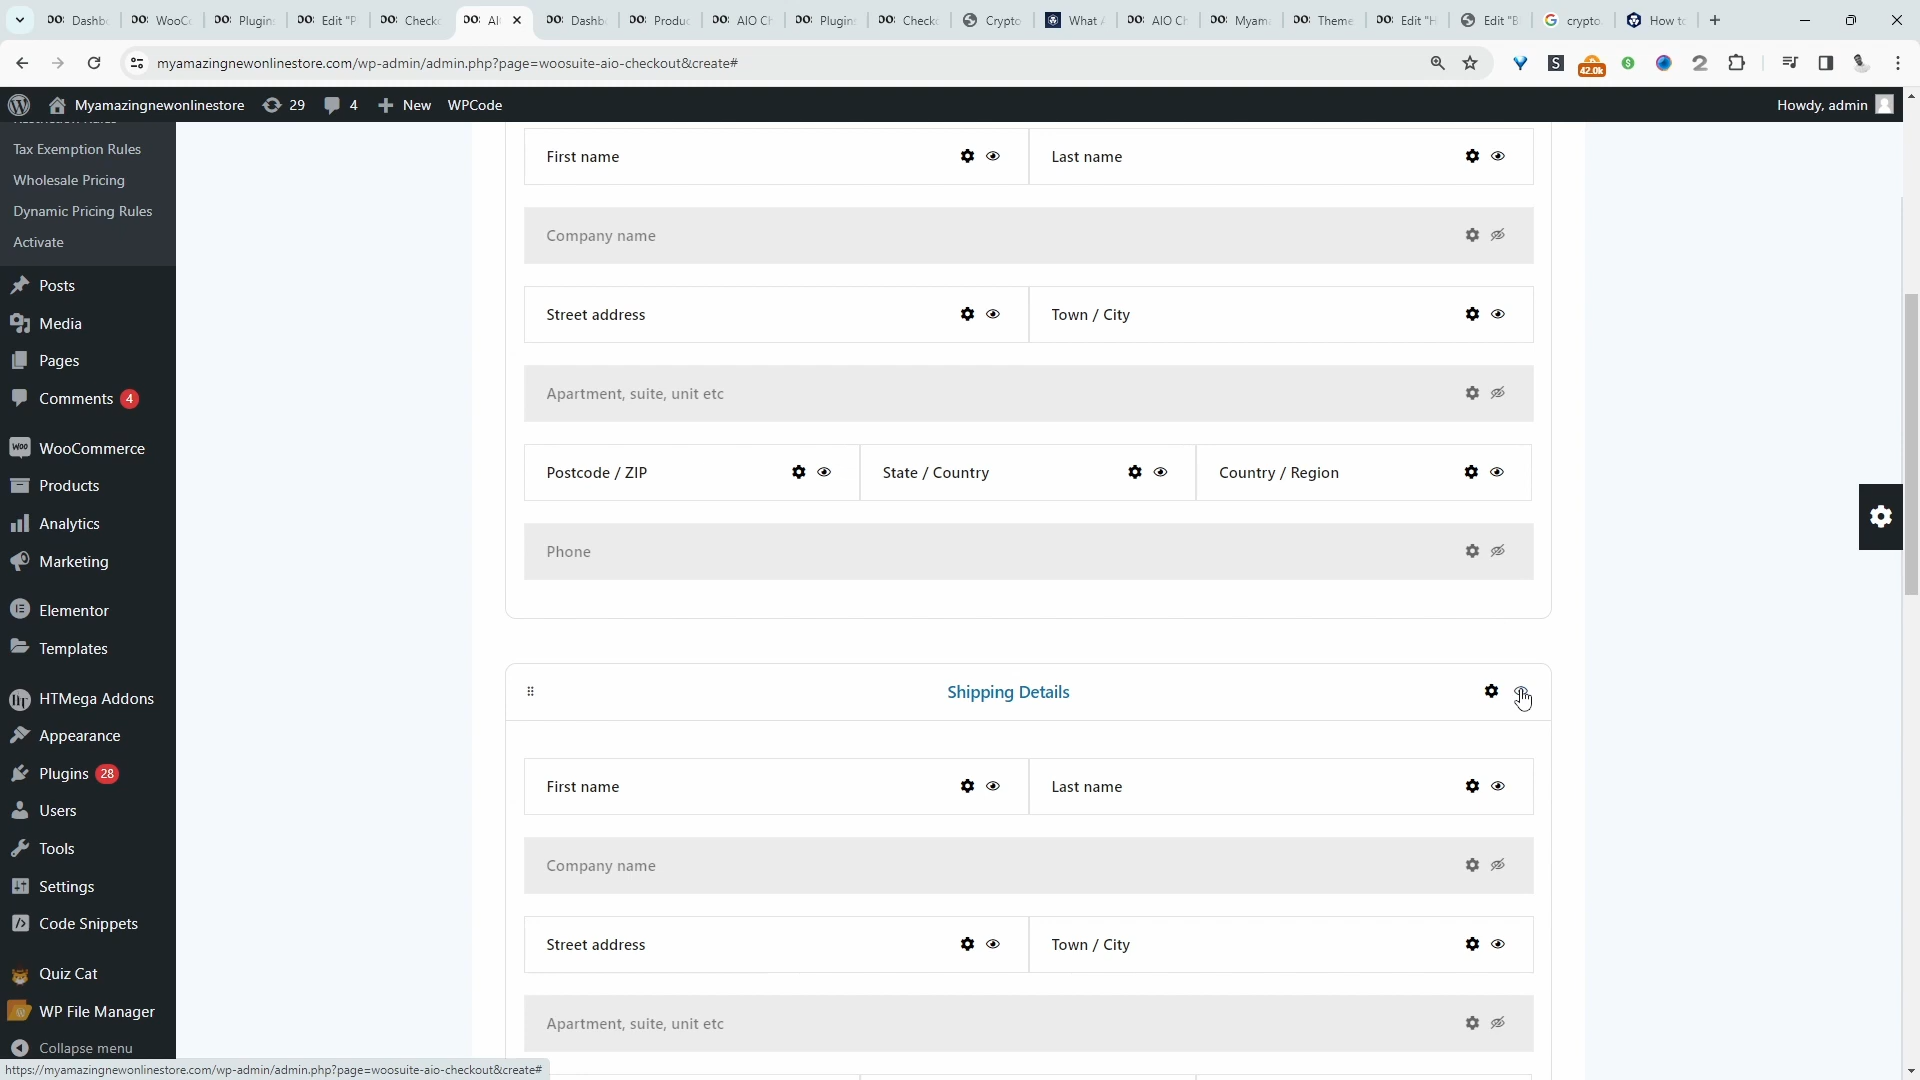 Dashb
WooC
Plugin
Edit "P
Check
Al
Dashb
Produc
AIO Ch
Plugin
Check
Crypto
What
AIO Ch
Myam
Theme
Edit "H
Edit "B
crypto
How to
myamazingnewonlinestore.com/wp-admin/admin.php?page=woosuite-aio-checkout&create#
42.0k
Myamazingnewonlinestore
29
4
New
WPCode
Howdy, admin
Tax Exemption Rules
Wholesale Pricing
Dynamic Pricing Rules
Activate
Posts
Media
Pages
Comments 4
WooCommerce
Products
Analytics
Marketing
Elementor
Templates
HTMega Addons
Appearance
Plugins 28
Users
Tools
Settings
Code Snippets
Quiz Cat
WP File Manager
Collapse menu
First name
Last name
Company name
Street address
Town / City
Apartment, suite, unit etc
Postcode / ZIP
State / Country
Country / Region
Phone
Shipping Details
First name
Last name
Company name
Street address
Town / City
Apartment, suite, unit etc
https://myamazingnewonlinestore.com/wp-admin/admin.php?page=woosuite-aio-checkout&create#